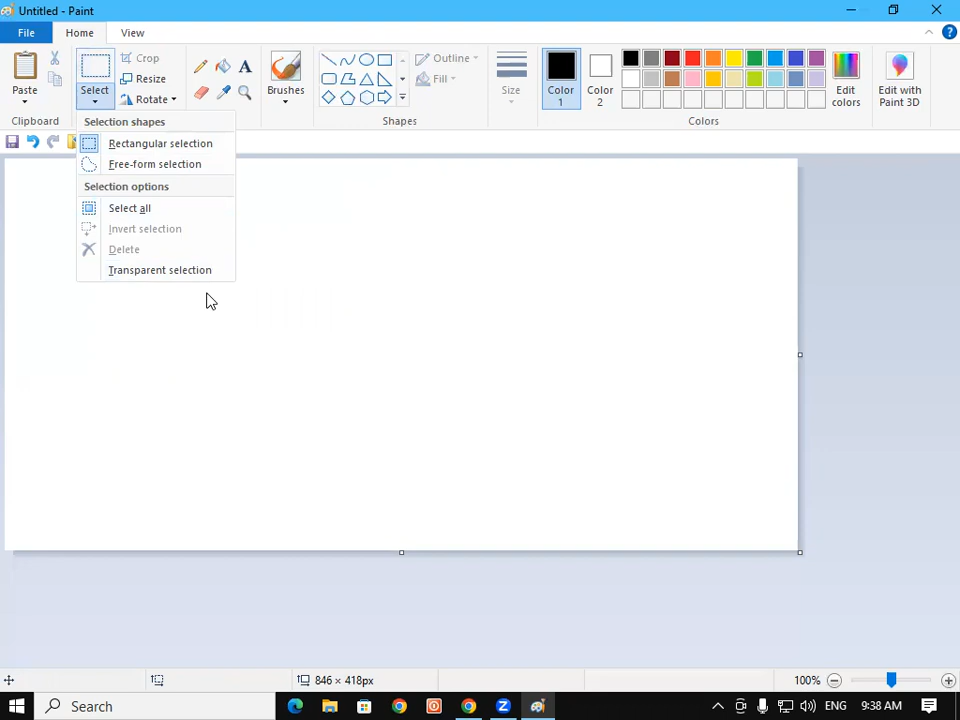 Untitled - Paint
File
Home
View
Paste
Select
Crop
Resize
Rotate
A
Brushes
Outline
Fill
Size
Color
1
Color
2
Edit
colors
Edit with
Paint 3D
Clipboard
Shapes
Colors
Selection shapes
Rectangular selection
Free-form selection
Selection options
Select all
Invert selection
Delete
Transparent selection
846 × 418px
100%
Search
ENG
9:38 AM